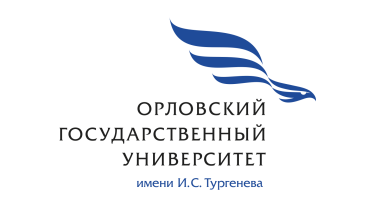 ОРЛОВСКИЙ
ГОСУДАРСТВЕННЫЙ
УНИВЕРСИТЕТ
имени И.С. Тургенева